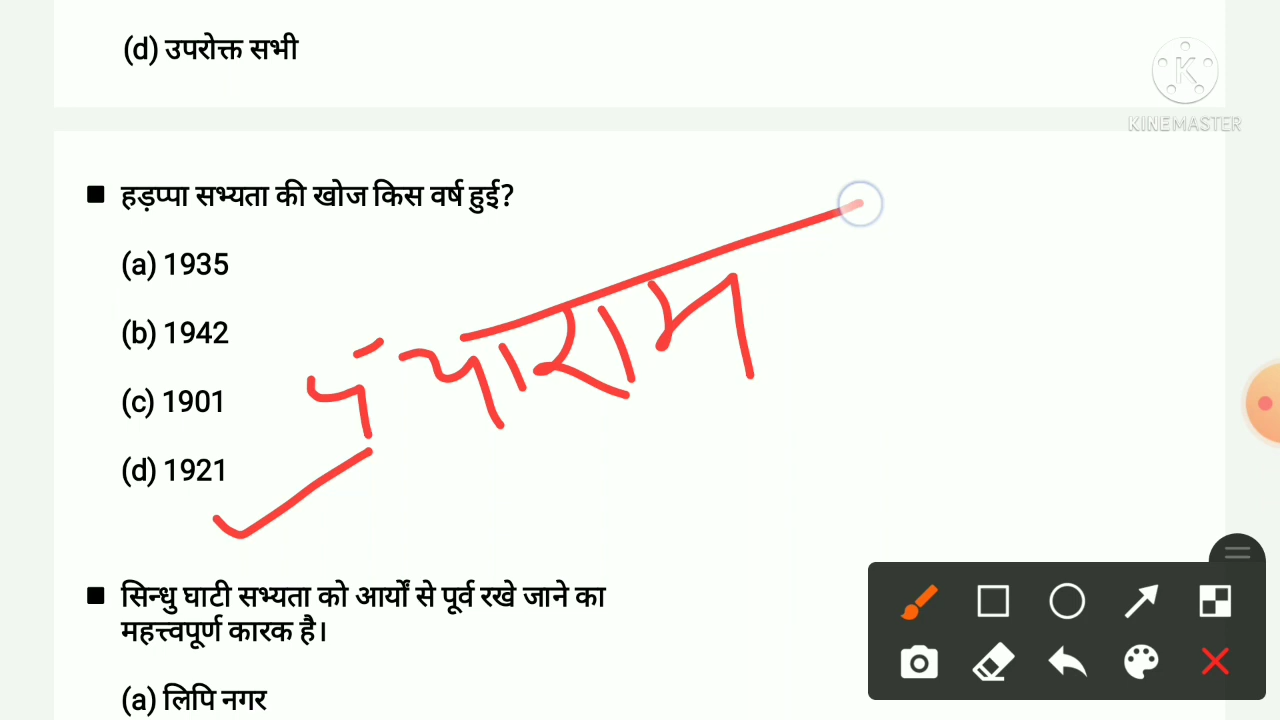 (d) उपरोक्त सभी
KINEMASTER
■ हड़प्पा सभ्यता की खोज किस वर्ष हुई?
(a) 1935
(b) 1942
(c) 1901
(d) 1921
■ सिन्धु घाटी सभ्यता को आर्यों से पूर्व रखे जाने का
महत्त्वपूर्ण कारक है।
(a) लिपि नगर